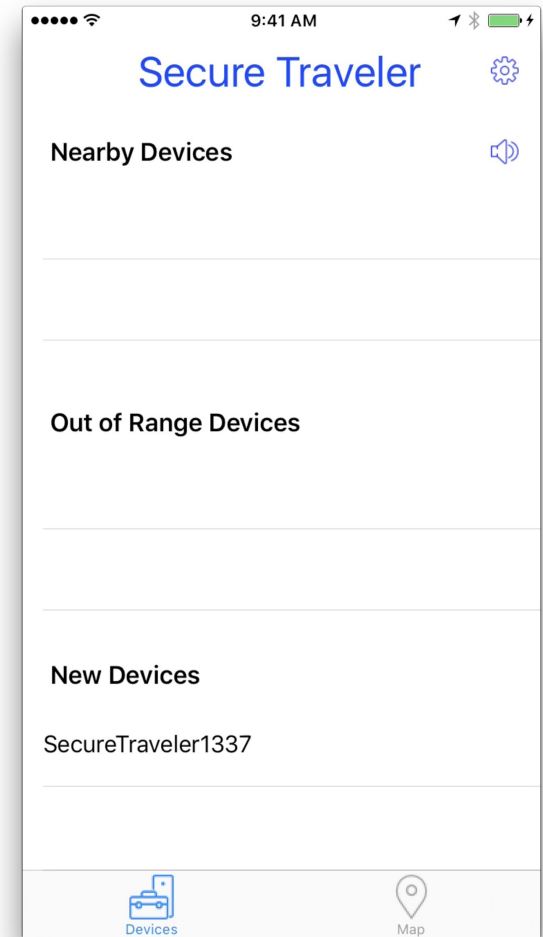 9:41 AM
Secure Traveler
Nearby Devices
Out of Range Devices
New Devices
SecureTraveler1337
Devices
Map